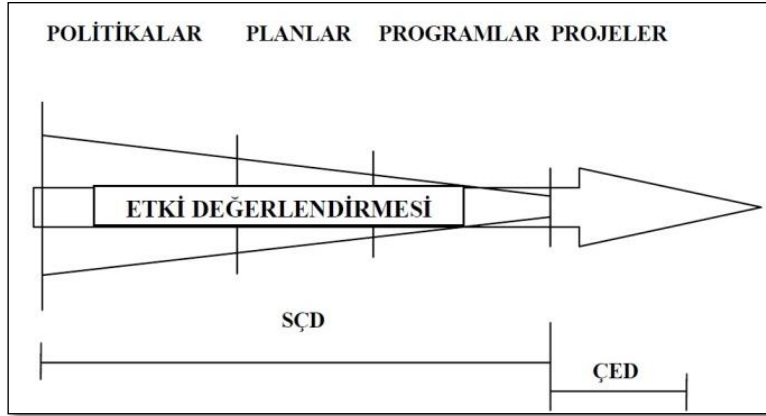 POLİTİKALAR PLANLAR PROGRAMLAR PROJELER
ETKİ DEĞERLENDİRMESİ
SÇD
ÇED